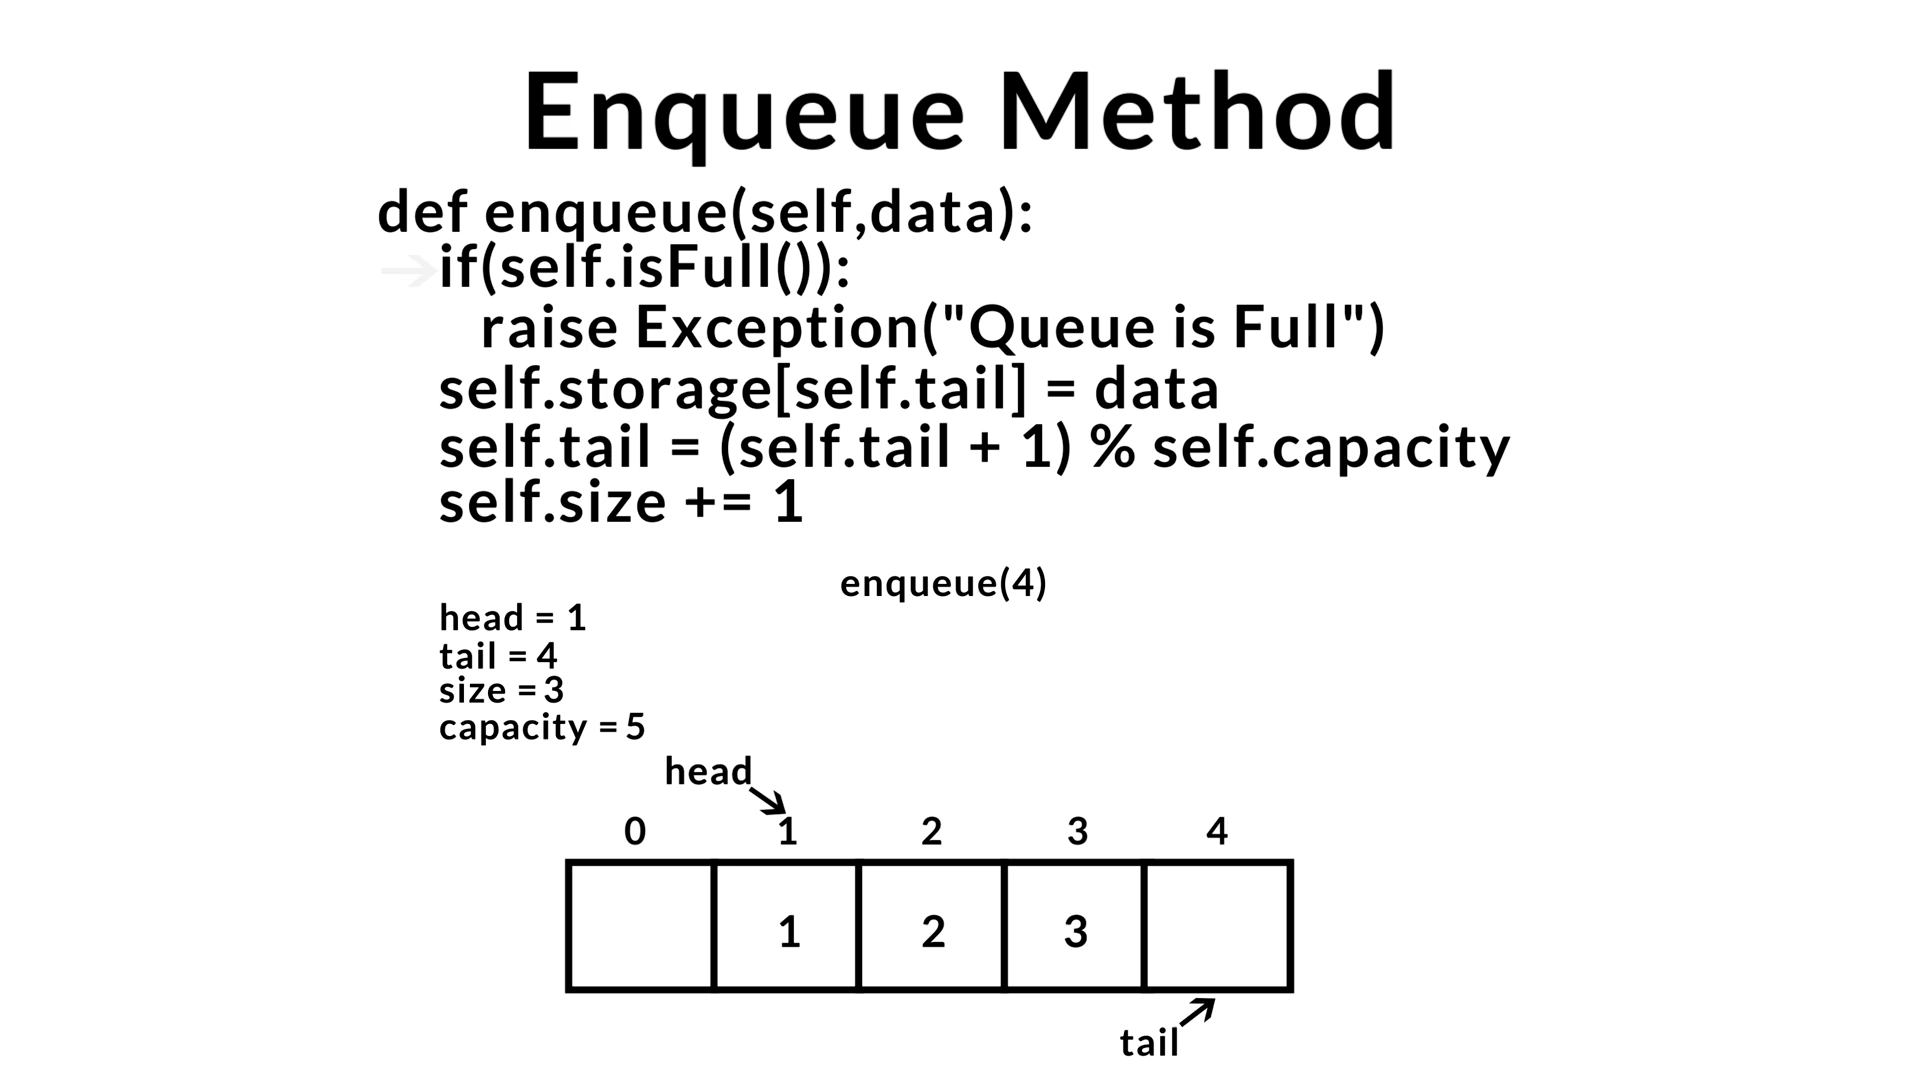 Enqueue Method
def enqueue(self,data):
if(self.isFull()):
raise Exception("Queue is Full")
self.storage[self.tail] = data
self.tail = (self.tail + 1) % self.capacity
self.size += 1
enqueue(4)
head = 1
tail = 4
size = 3
capacity = 5
head
0 1 2 3 4
1 2 3
tail